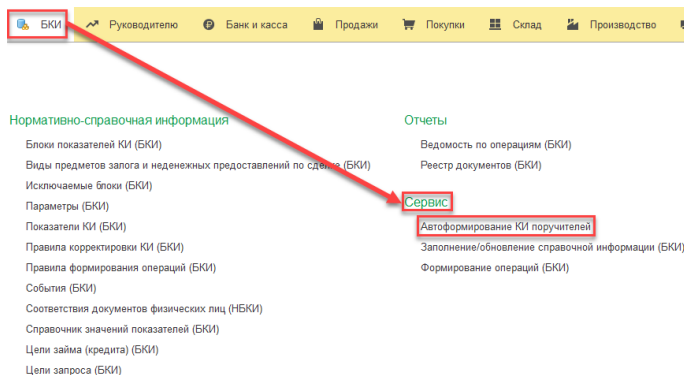 БКИ Руководителю Банк и касса Продажи Покупки Склад Производство
Нормативно-справочная информация
Блоки показателей КИ (БКИ)
Виды предметов залога и неденежных предоставлений по сделке (БКИ)
Исключаемые блоки (БКИ)
Параметры (БКИ)
Показатели КИ (БКИ)
Правила корректировки КИ (БКИ)
Правила формирования операций (БКИ)
События (БКИ)
Соответствия документов физических лиц (НБКИ)
Справочник значений показателей (БКИ)
Цели займа (кредита) (БКИ)
Цели запроса (БКИ)
Отчеты
Ведомость по операциям (БКИ)
Реестр документов (БКИ)
Сервис
Автоформирование КИ поручителей
Заполнение/обновление справочной информации (БКИ)
Формирование операций (БКИ)